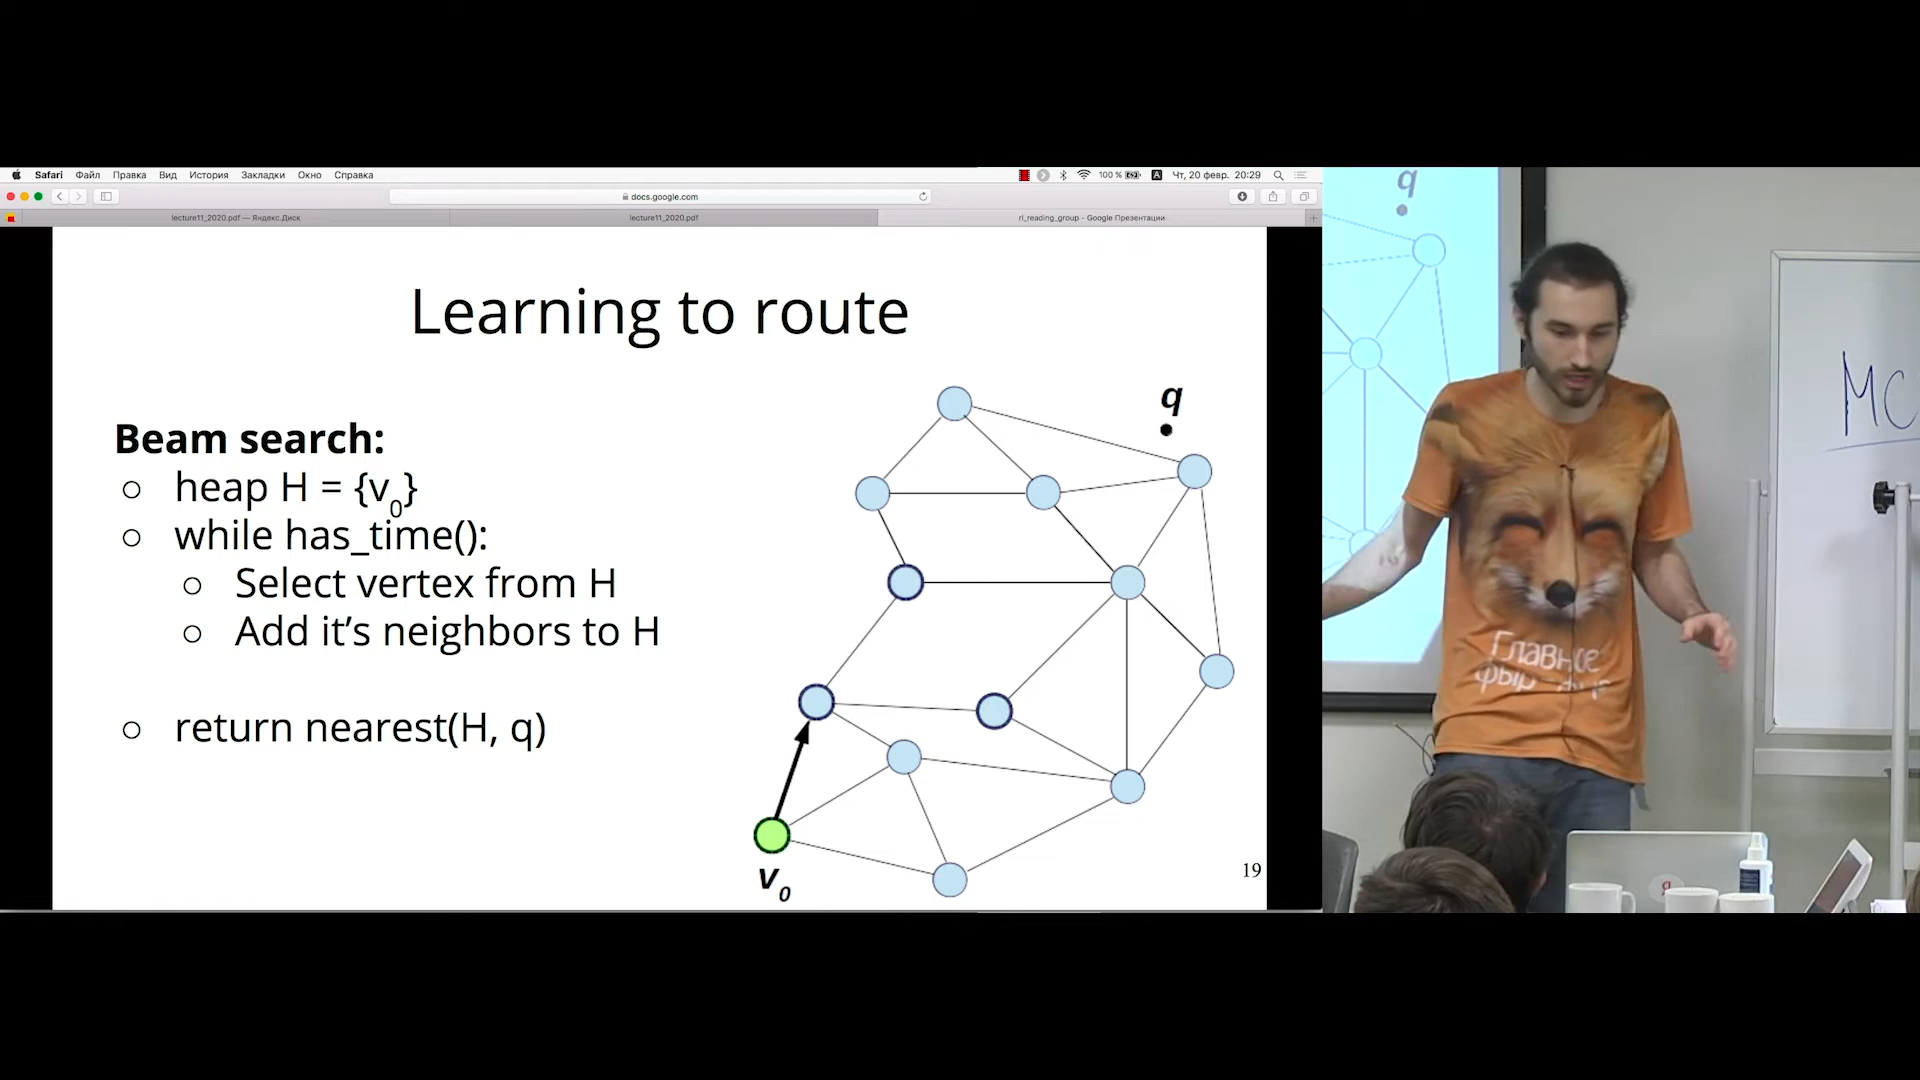 Safari Файл Правка Вид История Закладки Окно Справка
100 % Чт, 20 февр. 20:29
docs.google.com
lecture11_2020.pdf — Яндекс.Диск
lecture11_2020.pdf
rl_reading_group - Google Презентации
Learning to route
Beam search:
heap H = {v0}
while has_time():
Select vertex from H
Add it's neighbors to H
return nearest(H, q)
q
v0
19
q
MC
Главное